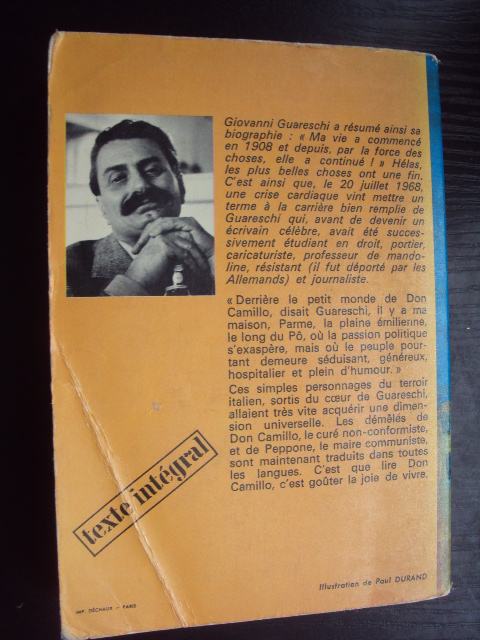 Giovanni Guareschi a résumé ainsi sa
biographie : « Ma vie a commencé
en 1908 et depuis, par la force des
choses, elle a continué ! » Hélas,
les plus belles choses ont une fin.
C'est ainsi que, le 20 juillet 1968,
une crise cardiaque vint mettre un
terme à la carrière bien remplie de
Guareschi qui, avant de devenir un
écrivain célèbre, avait été succes-
sivement étudiant en droit, portier,
caricaturiste, professeur de mando-
line, résistant (il fut déporté par les
Allemands) et journaliste.
« Derrière le petit monde de Don
Camillo, disait Guareschi, il y a ma
maison, Parme, la plaine émilienne,
le long du Pô, où la passion politique
s'exaspère, mais où le peuple pour-
tant demeure séduisant, généreux,
hospitalier et plein d'humour. »
Ces simples personnages du terroir
italien, sortis du cœur de Guareschi,
allaient très vite acquérir une dimen-
sion universelle. Les démêlés de
Don Camillo, le curé non-conformiste,
et de Peppone, le maire communiste,
sont maintenant traduits dans toutes
les langues. C'est que lire Don
Camillo, c'est goûter la joie de vivre.
texte intégral
Illustration de Paul DURAND
IMP. DÉCHAUX - PARIS